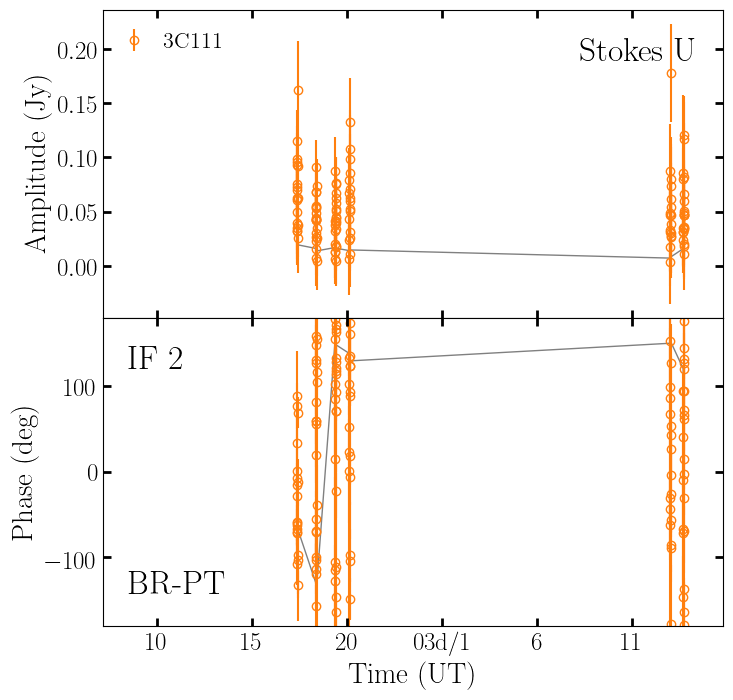 3C111
Stokes U
0.20
0.15
0.10
0.05
0.00
Amplitude (Jy)
IF 2
100
0
−100
Phase (deg)
BR-PT
10 15 20 03d/1 6 11
Time (UT)